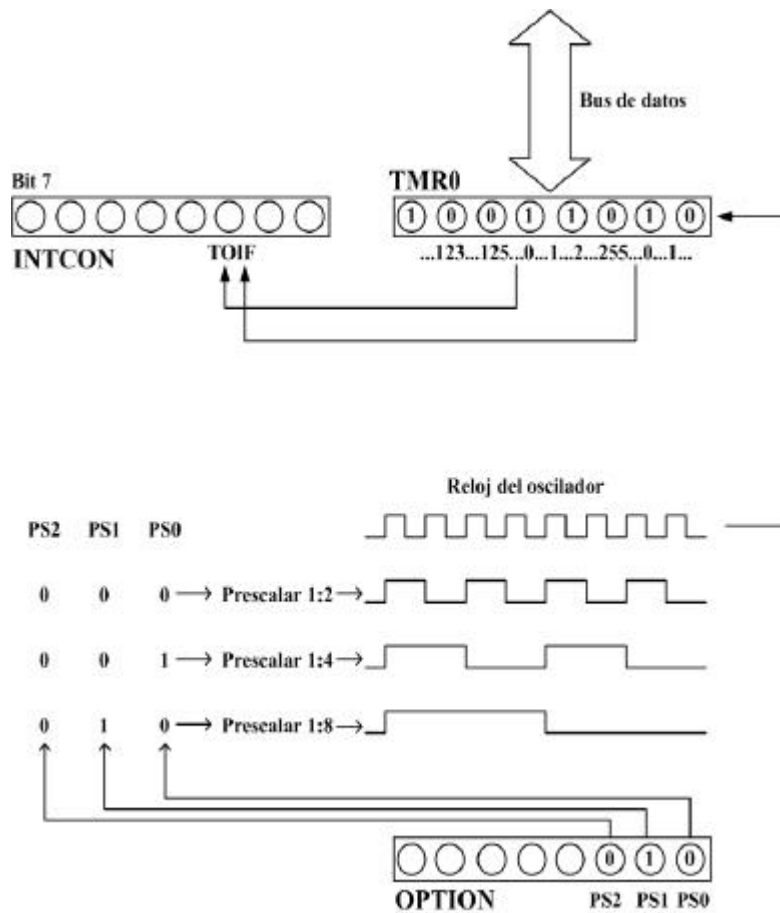 Bus de datos
Bit 7
TMR0
1 0 0 1 1 0 1 0
INTCON
TOIF
...123...125...0...1...2...255...0...1...
Reloj del oscilador
PS2 PS1 PS0
0 0 0 Prescalar 1:2
0 0 1 Prescalar 1:4
0 1 0 Prescalar 1:8
0 1 0
OPTION
PS2 PS1 PS0